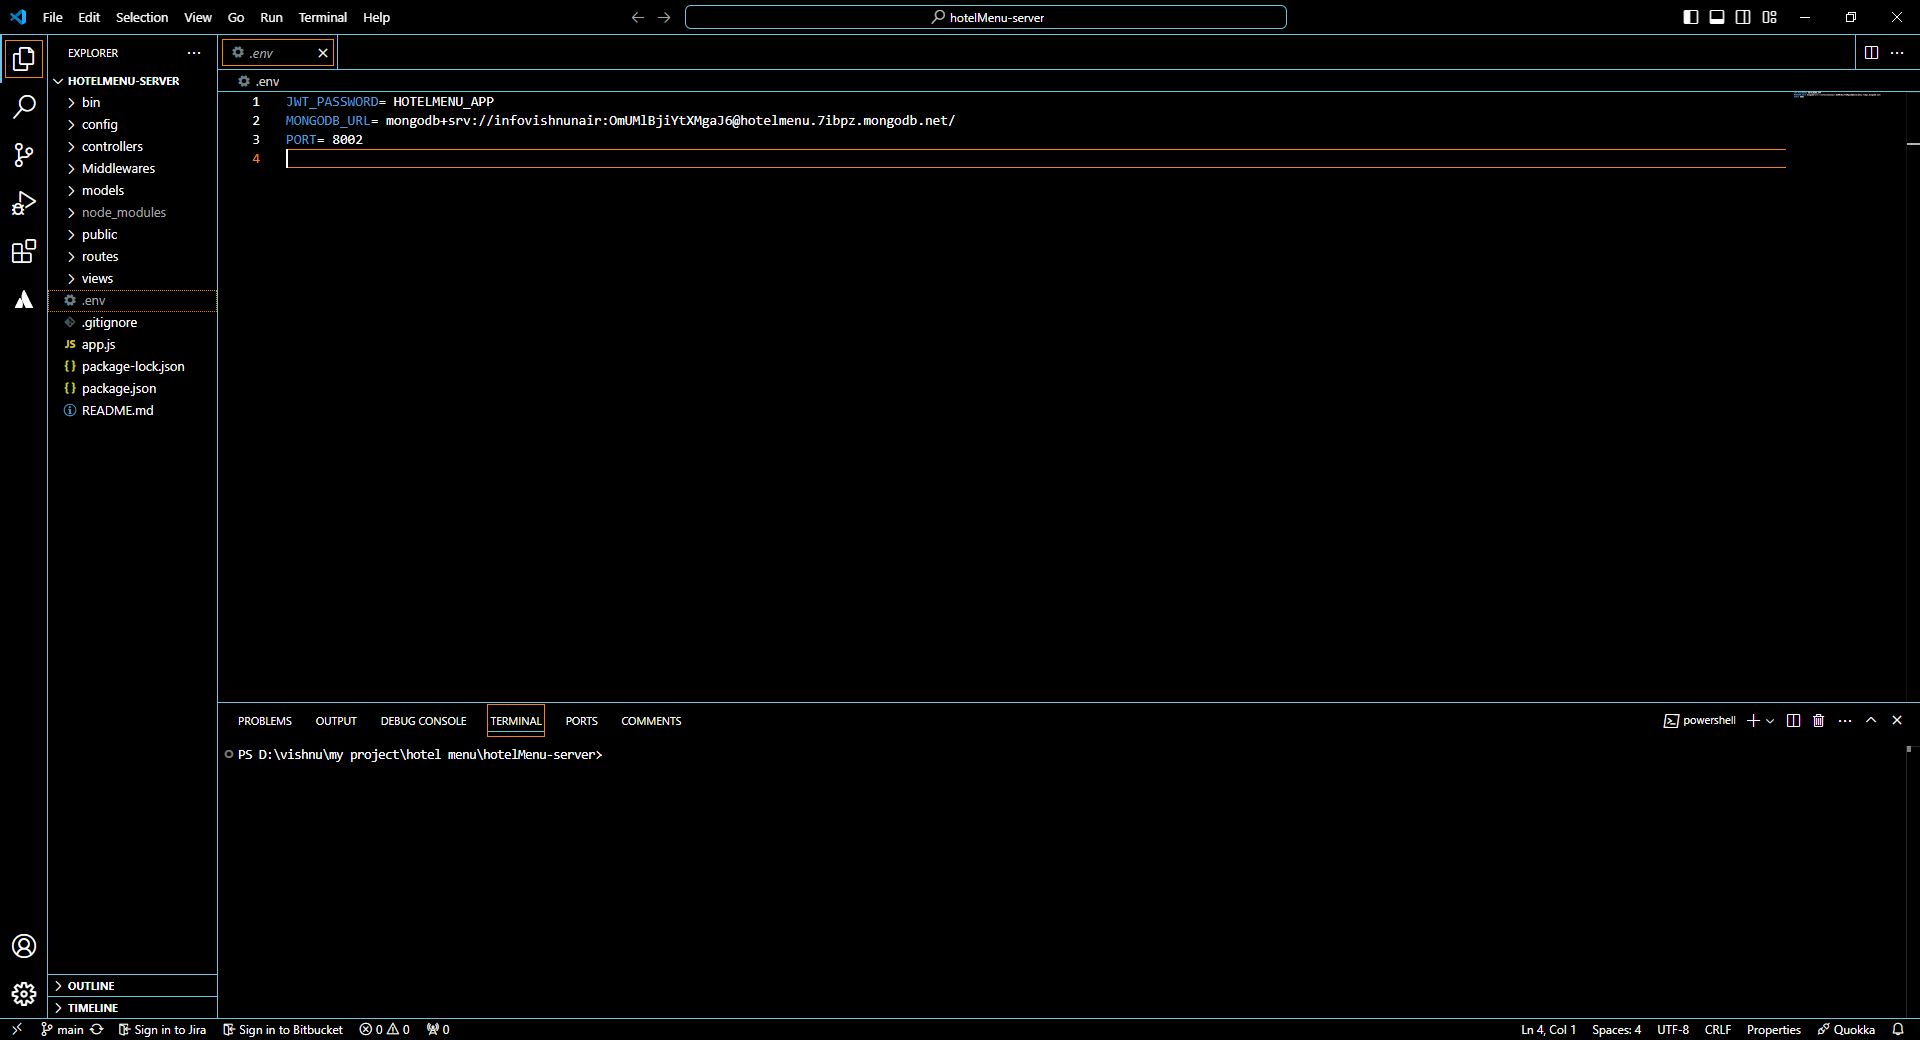 File Edit Selection View Go Run Terminal Help
hotelMenu-server
EXPLORER
HOTELMENU-SERVER
bin
config
controllers
Middlewares
models
node_modules
public
routes
views
.env
.gitignore
JS app.js
{} package-lock.json
{} package.json
README.md
OUTLINE
TIMELINE
.env
.env
1 JWT_PASSWORD= HOTELMENU_APP
2 MONGODB_URL= mongodb+srv://infovishnunair:OmUMlBjiYtXMgaJ6@hotelmenu.7ibpz.mongodb.net/
3 PORT= 8002
4
PROBLEMS OUTPUT DEBUG CONSOLE TERMINAL PORTS COMMENTS
powershell
PS D:\vishnu\my project\hotel menu\hotelMenu-server>
main Sign in to Jira Sign in to Bitbucket 0 0 0
Ln 4, Col 1 Spaces: 4 UTF-8 CRLF Properties Quokka